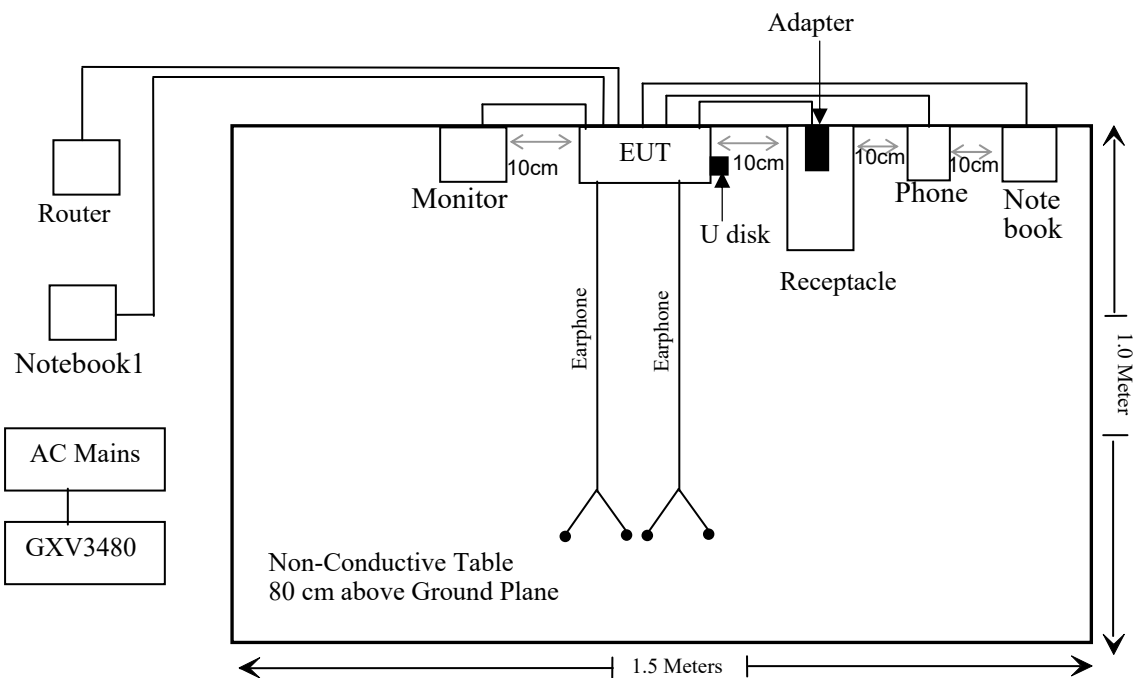 Adapter
Router
Notebook1
AC Mains
GXV3480
Monitor
10cm
EUT
U disk
10cm
Receptacle
10cm
Phone
10cm
Note
book
Earphone
Earphone
Non-Conductive Table
80 cm above Ground Plane
1.0 Meter
1.5 Meters